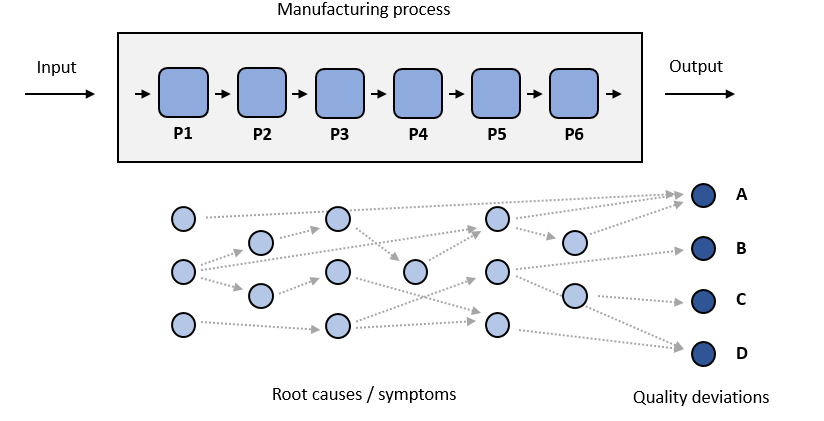 Manufacturing process
Input
Output
P1 P2 P3 P4 P5 P6
A
B
C
D
Root causes / symptoms
Quality deviations